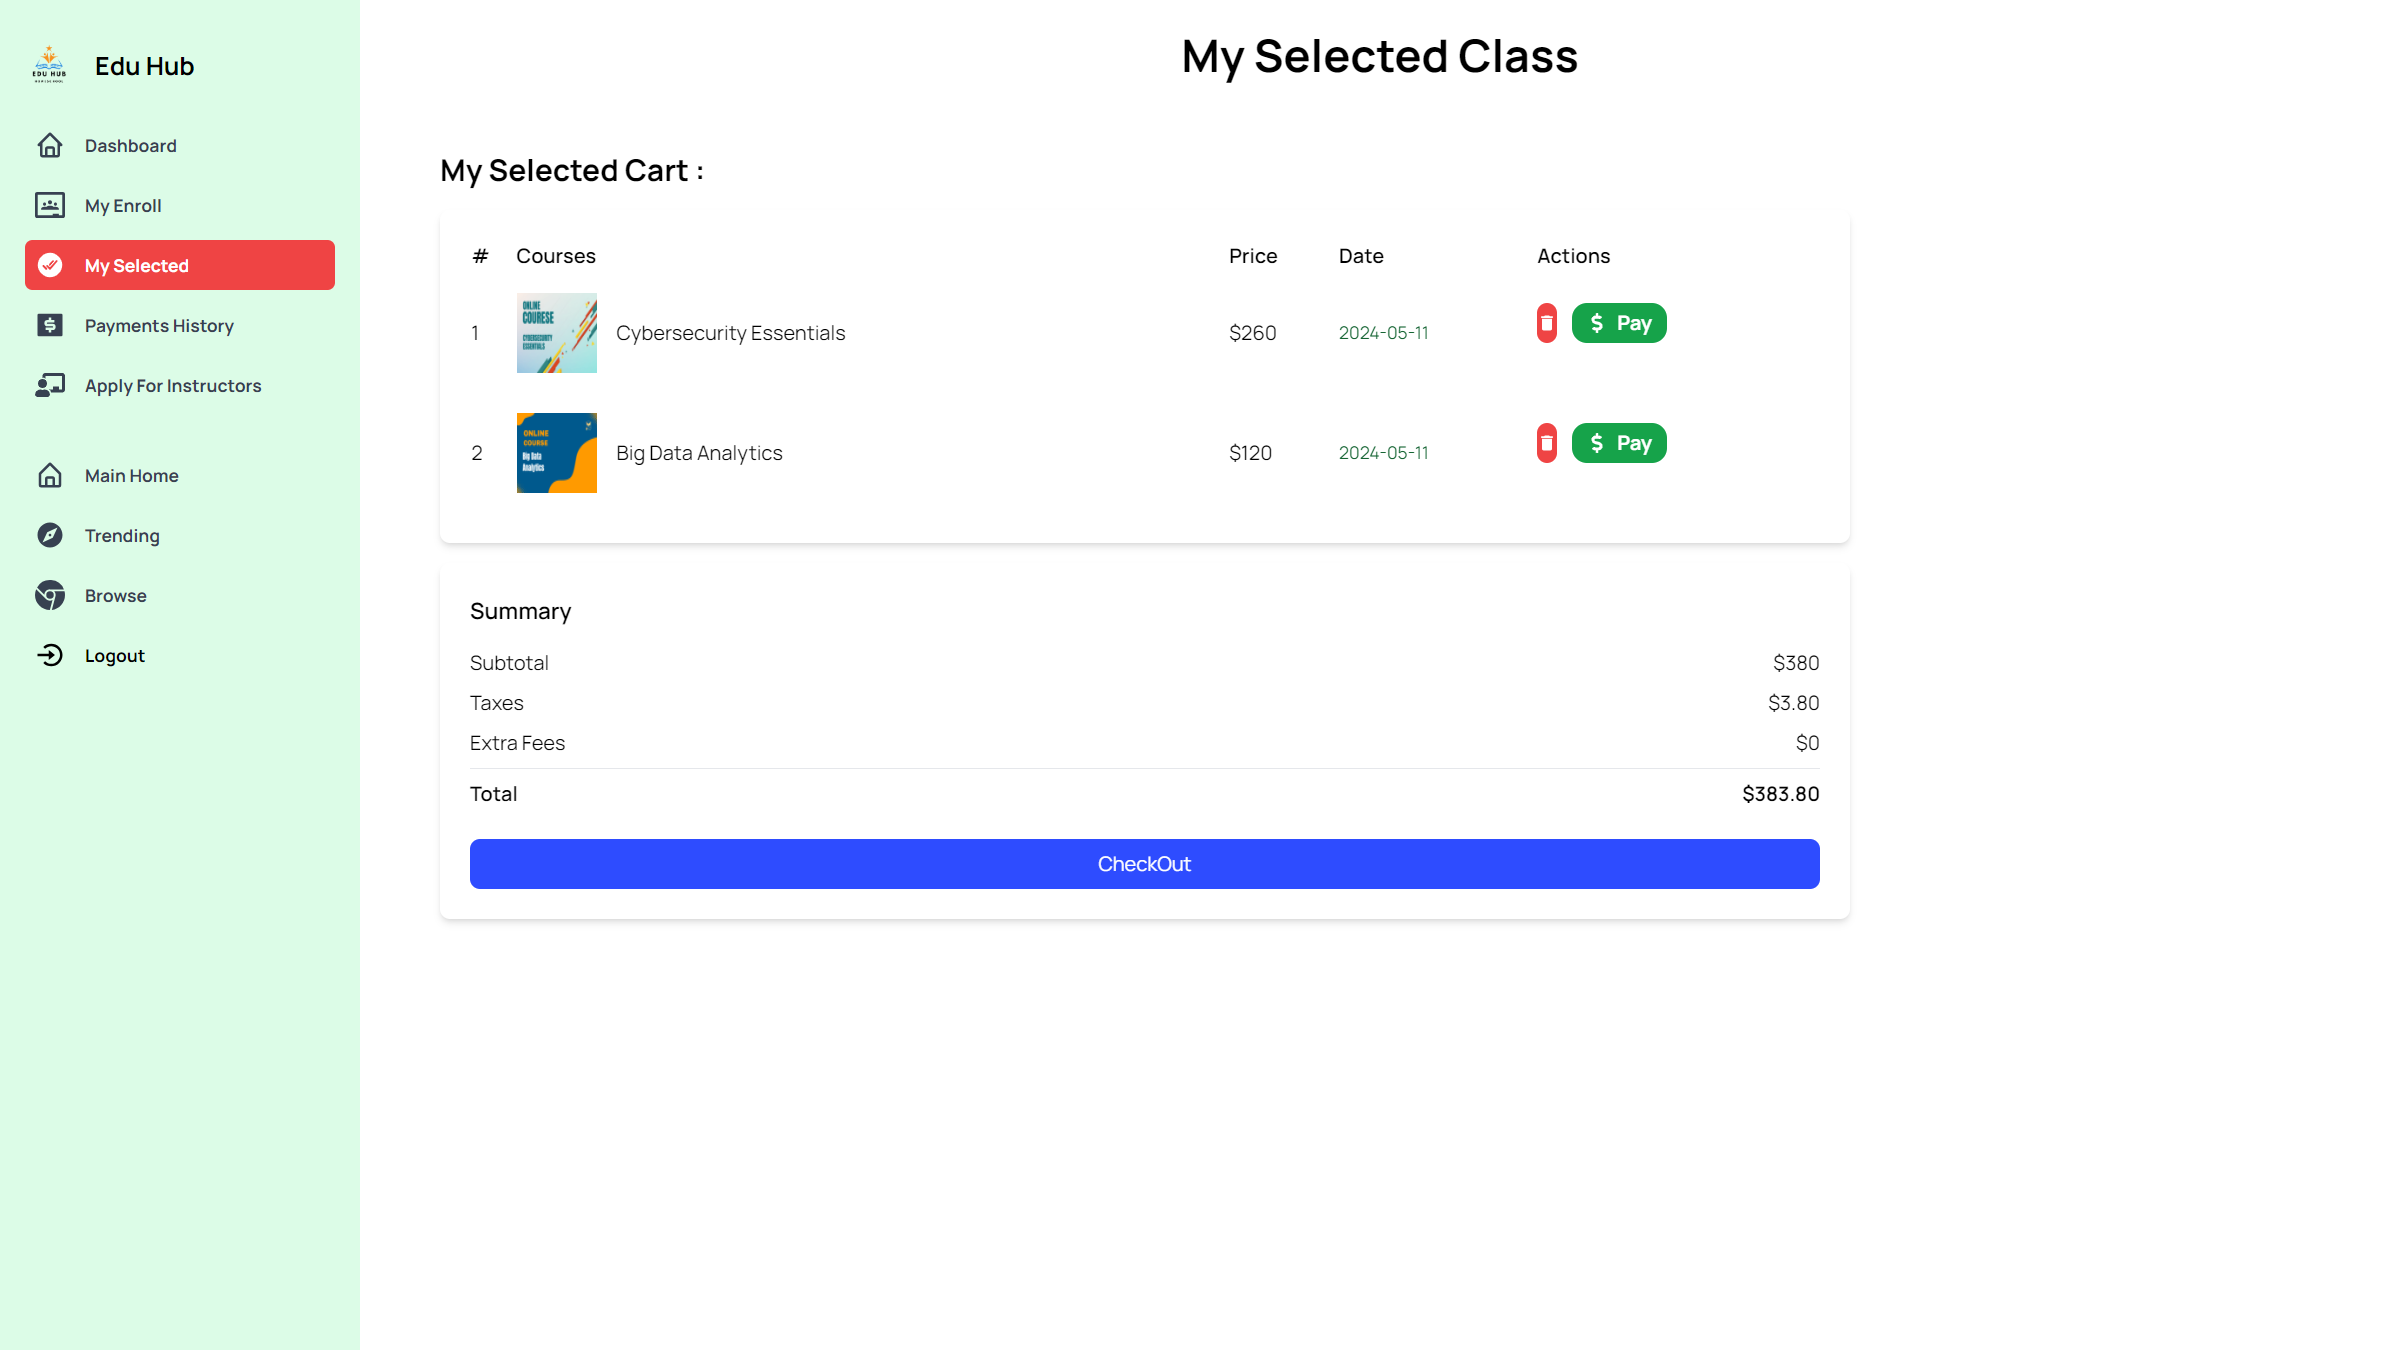 EDU HUB
Edu Hub
Dashboard
My Enroll
My Selected
Payments History
Apply For Instructors
Main Home
Trending
Browse
Logout
My Selected Class
My Selected Cart :
# Courses Price Date Actions
ONLINE
COURESE
CYBERSECURITY
ESSENTIALS
1 Cybersecurity Essentials $260 2024-05-11 $ Pay
ONLINE
COURSE
Big Data
Analytics
2 Big Data Analytics $120 2024-05-11 $ Pay
Summary
Subtotal $380
Taxes $3.80
Extra Fees $0
Total $383.80
CheckOut